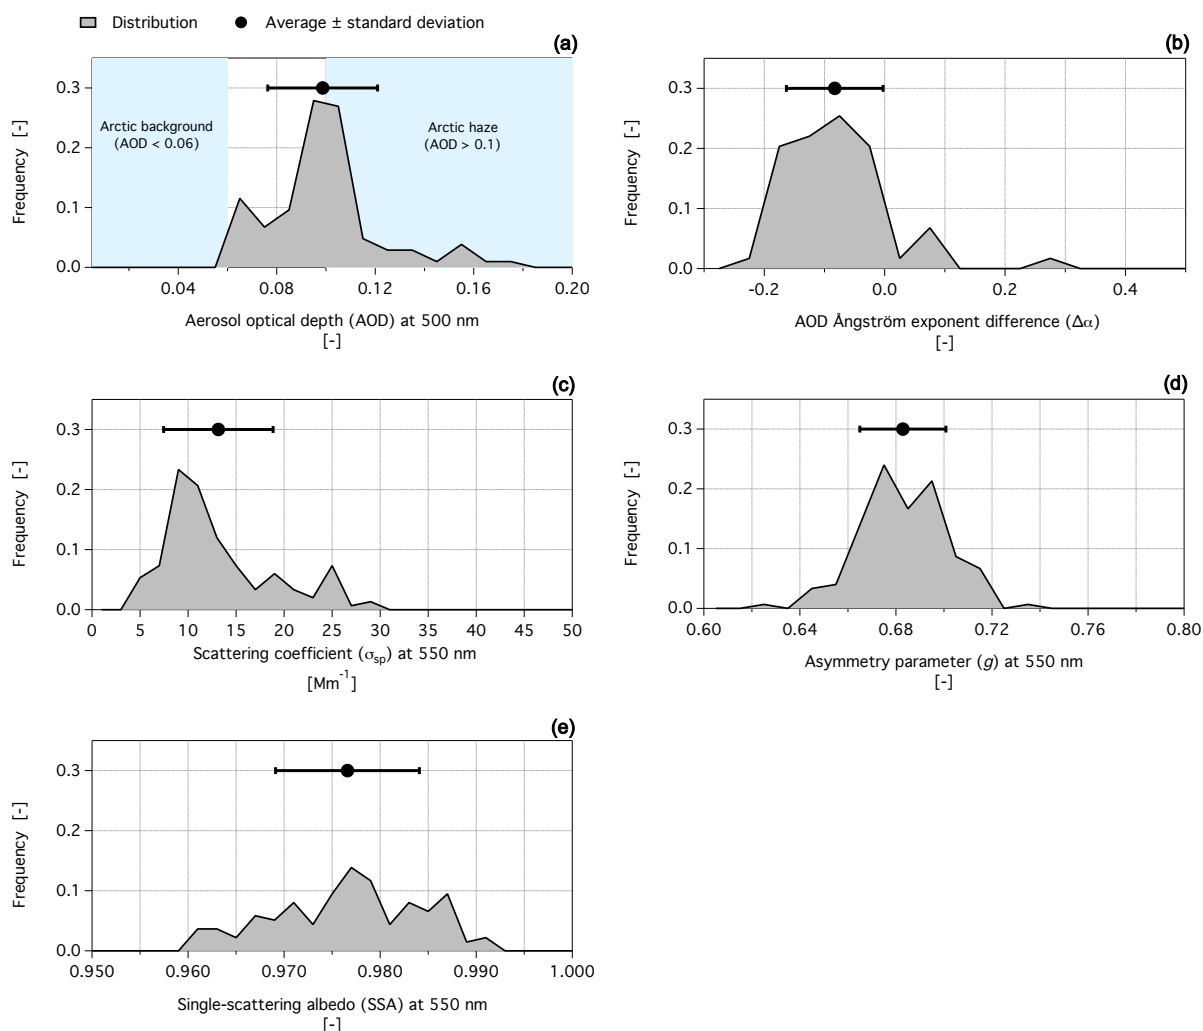 Distribution
Average ± standard deviation
(a)
Frequency [-]
0.3
0.2
0.1
0.0
Arctic background
(AOD < 0.06)
Arctic haze
(AOD > 0.1)
0.04 0.08 0.12 0.16 0.20
Aerosol optical depth (AOD) at 500 nm
[-]
(b)
Frequency [-]
0.3
0.2
0.1
0.0
-0.2 0.0 0.2 0.4
AOD Ångström exponent difference (Δα)
[-]
(c)
Frequency [-]
0.3
0.2
0.1
0.0
0 5 10 15 20 25 30 35 40 45 50
Scattering coefficient (σsp) at 550 nm
[Mm-1]
(d)
Frequency [-]
0.3
0.2
0.1
0.0
0.60 0.64 0.68 0.72 0.76 0.80
Asymmetry parameter (g) at 550 nm
[-]
(e)
Frequency [-]
0.3
0.2
0.1
0.0
0.950 0.960 0.970 0.980 0.990 1.000
Single-scattering albedo (SSA) at 550 nm
[-]